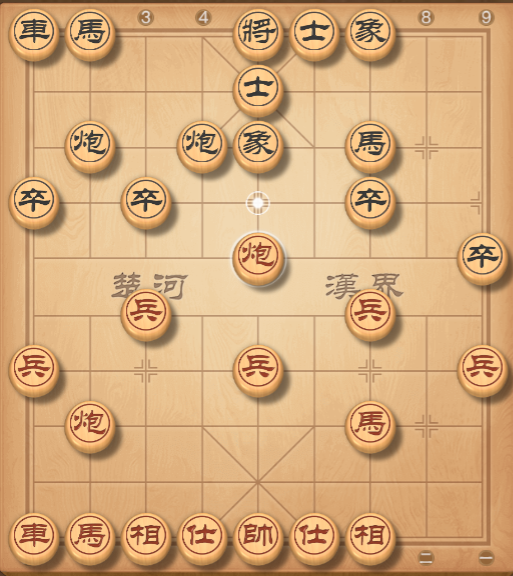 3 4 8 9
車 馬 將 士 象
士
炮 炮 象 馬
卒 卒 卒
炮 卒
楚河 漢界
兵 兵
兵 兵 兵
炮 馬
車 馬 相 仕 帥 仕 相
二 一